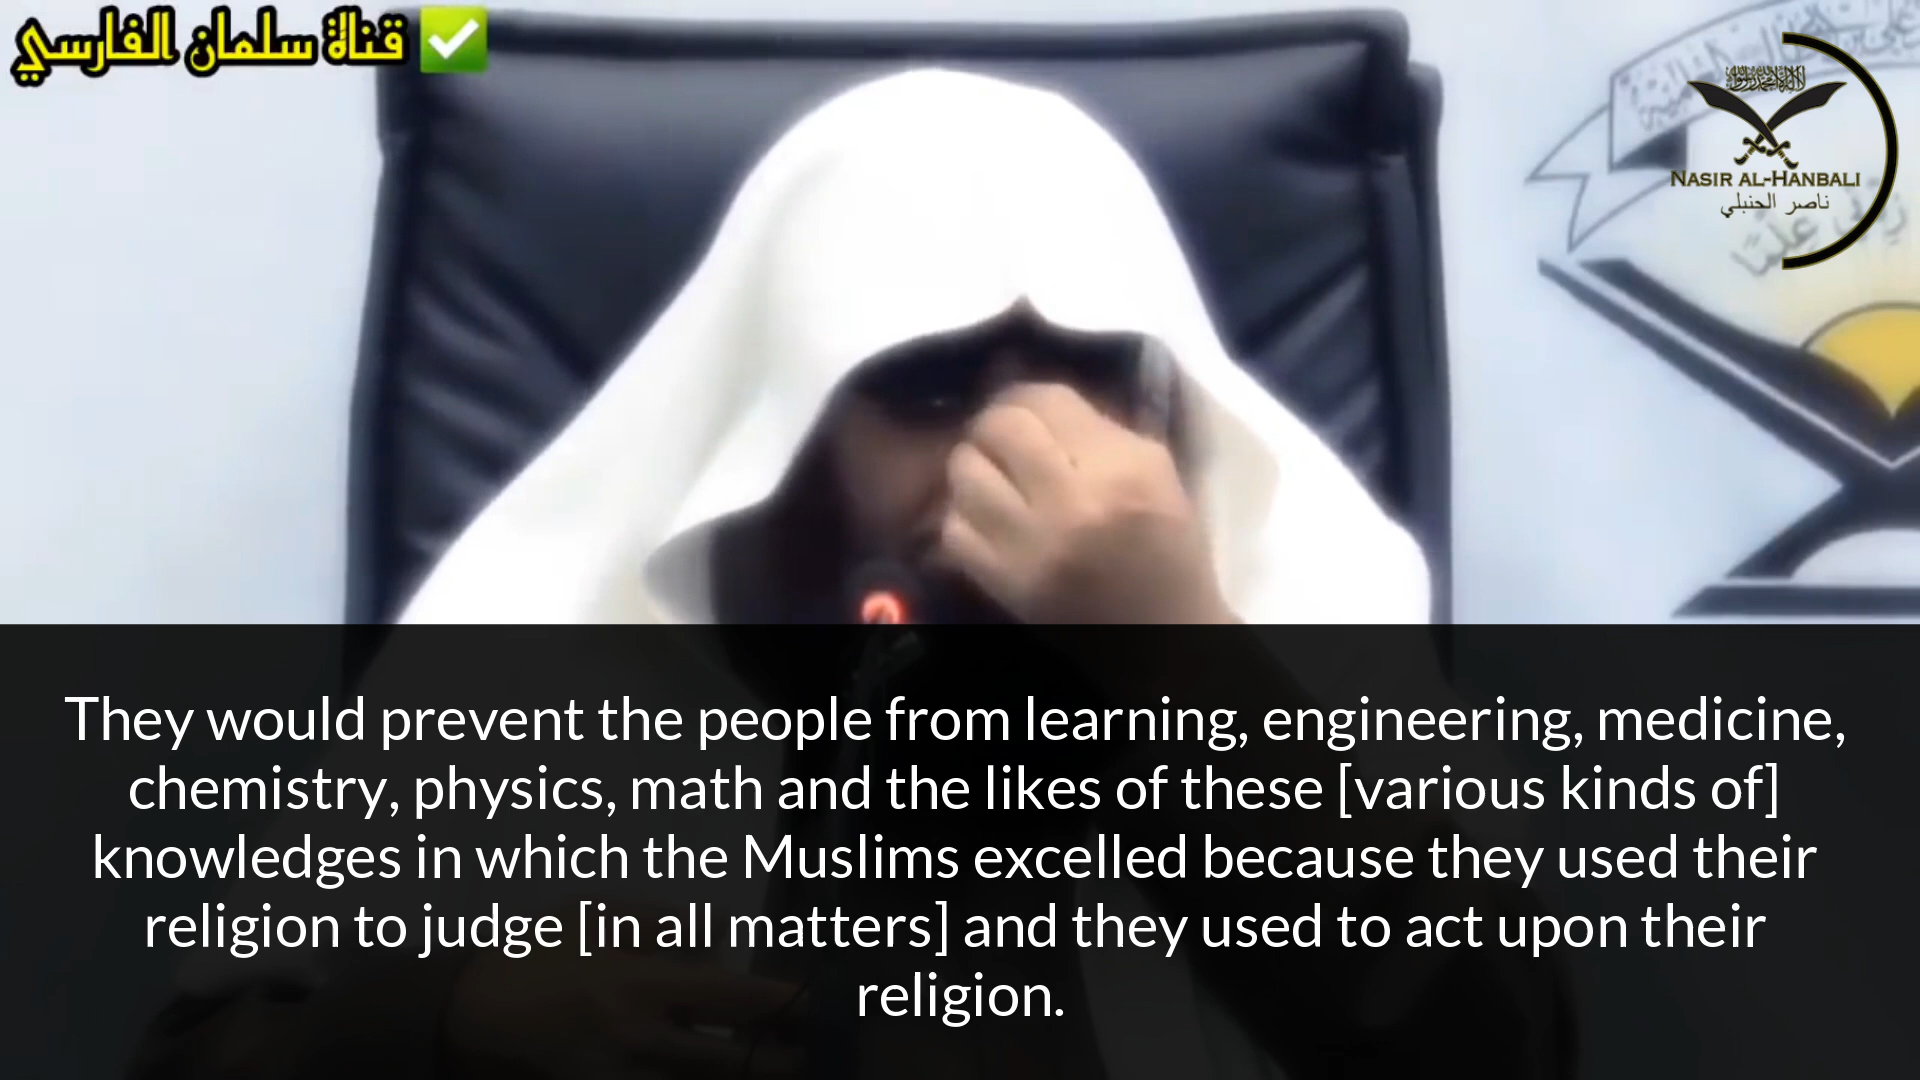 قناة سلمان الفارسي
NASIR AL-HANBALI
ناصر الحنبلي
They would prevent the people from learning, engineering, medicine,
chemistry, physics, math and the likes of these [various kinds of]
knowledges in which the Muslims excelled because they used their
religion to judge [in all matters] and they used to act upon their
religion.